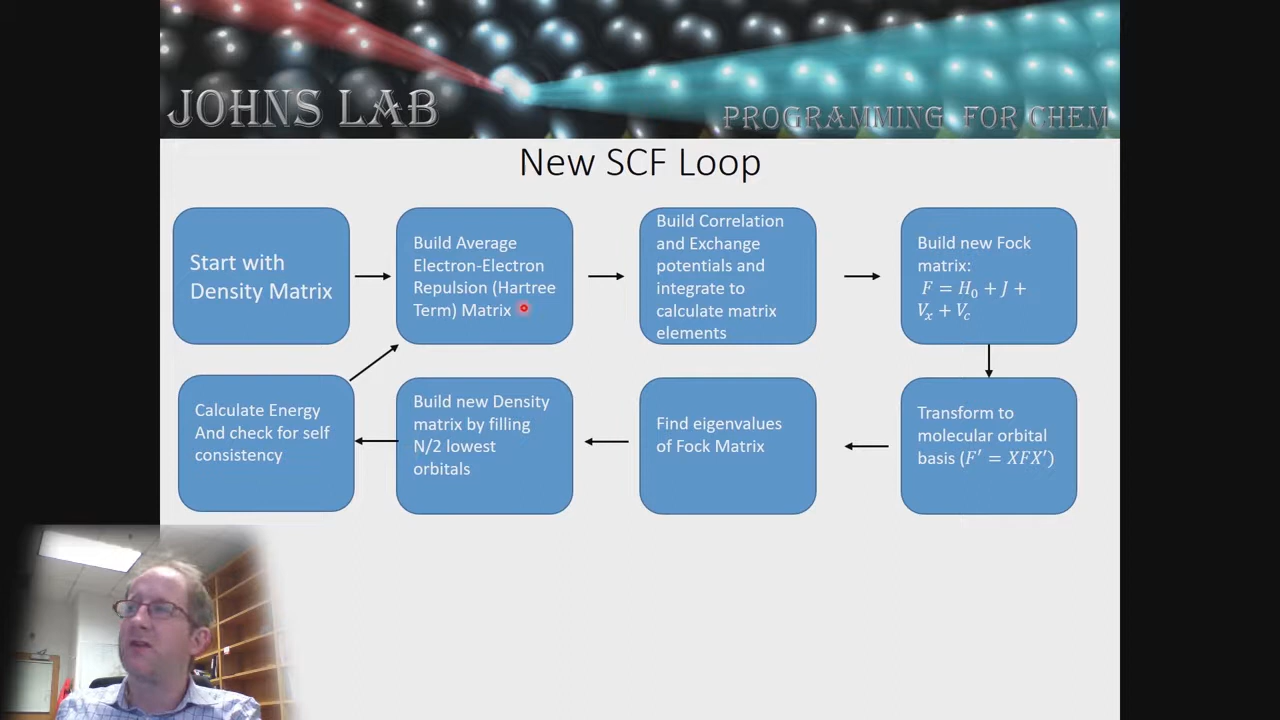 JOHNS LAB
PROGRAMMING FOR CHEM
New SCF Loop
Start with
Density Matrix
Build Average
Electron-Electron
Repulsion (Hartree
Term) Matrix
Build Correlation
and Exchange
potentials and
integrate to
calculate matrix
elements
Build new Fock
matrix:
F = H₀ + J +
Vₓ + V_c
Transform to
molecular orbital
basis (F′ = XFX′)
Find eigenvalues
of Fock Matrix
Build new Density
matrix by filling
N/2 lowest
orbitals
Calculate Energy
And check for self
consistency